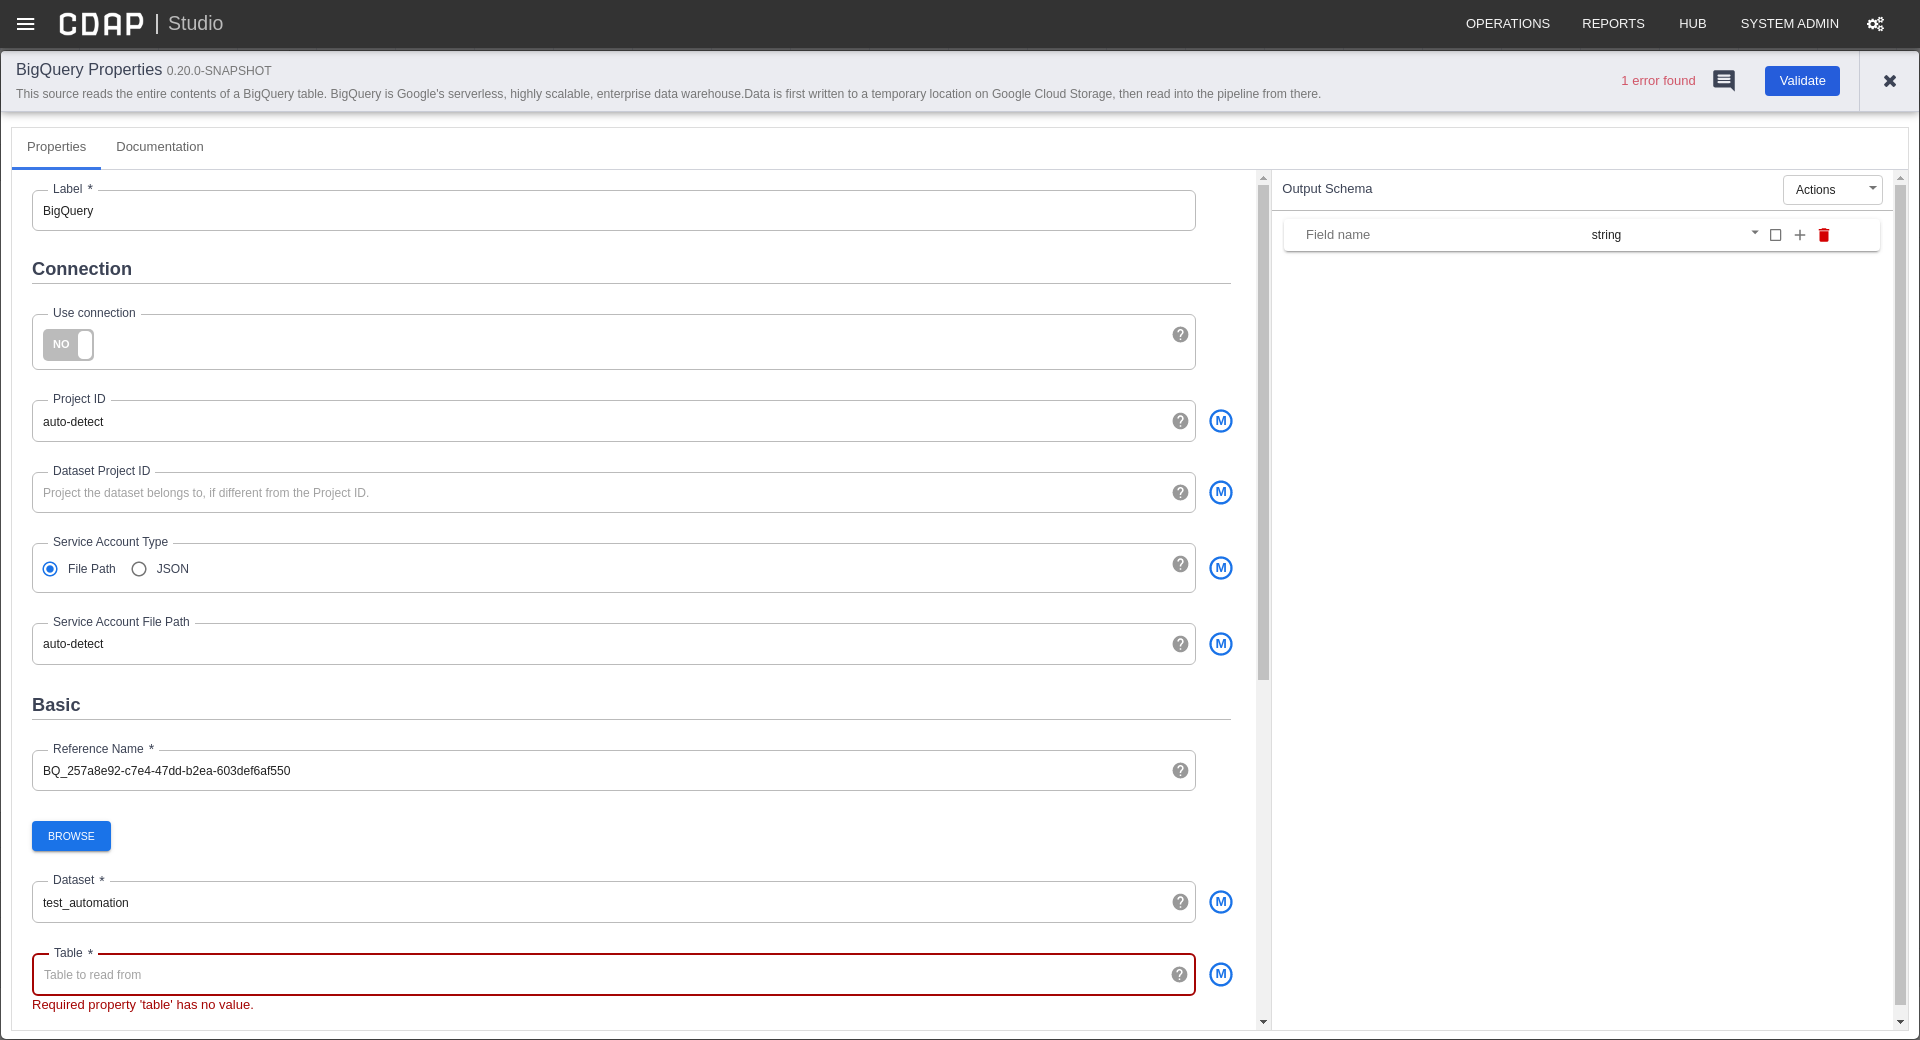 CDAP | Studio
OPERATIONS REPORTS HUB SYSTEM ADMIN
BigQuery Properties 0.20.0-SNAPSHOT
This source reads the entire contents of a BigQuery table. BigQuery is Google's serverless, highly scalable, enterprise data warehouse.Data is first written to a temporary location on Google Cloud Storage, then read into the pipeline from there.
1 error found
Validate
Properties Documentation
Label *
BigQuery
Connection
Use connection
NO
Project ID
auto-detect
M
Dataset Project ID
Project the dataset belongs to, if different from the Project ID.
M
Service Account Type
File Path JSON
M
Service Account File Path
auto-detect
M
Basic
Reference Name *
BQ_257a8e92-c7e4-47dd-b2ea-603def6af550
BROWSE
Dataset *
test_automation
M
Table *
Table to read from
M
Required property 'table' has no value.
Output Schema
Actions
Field name string